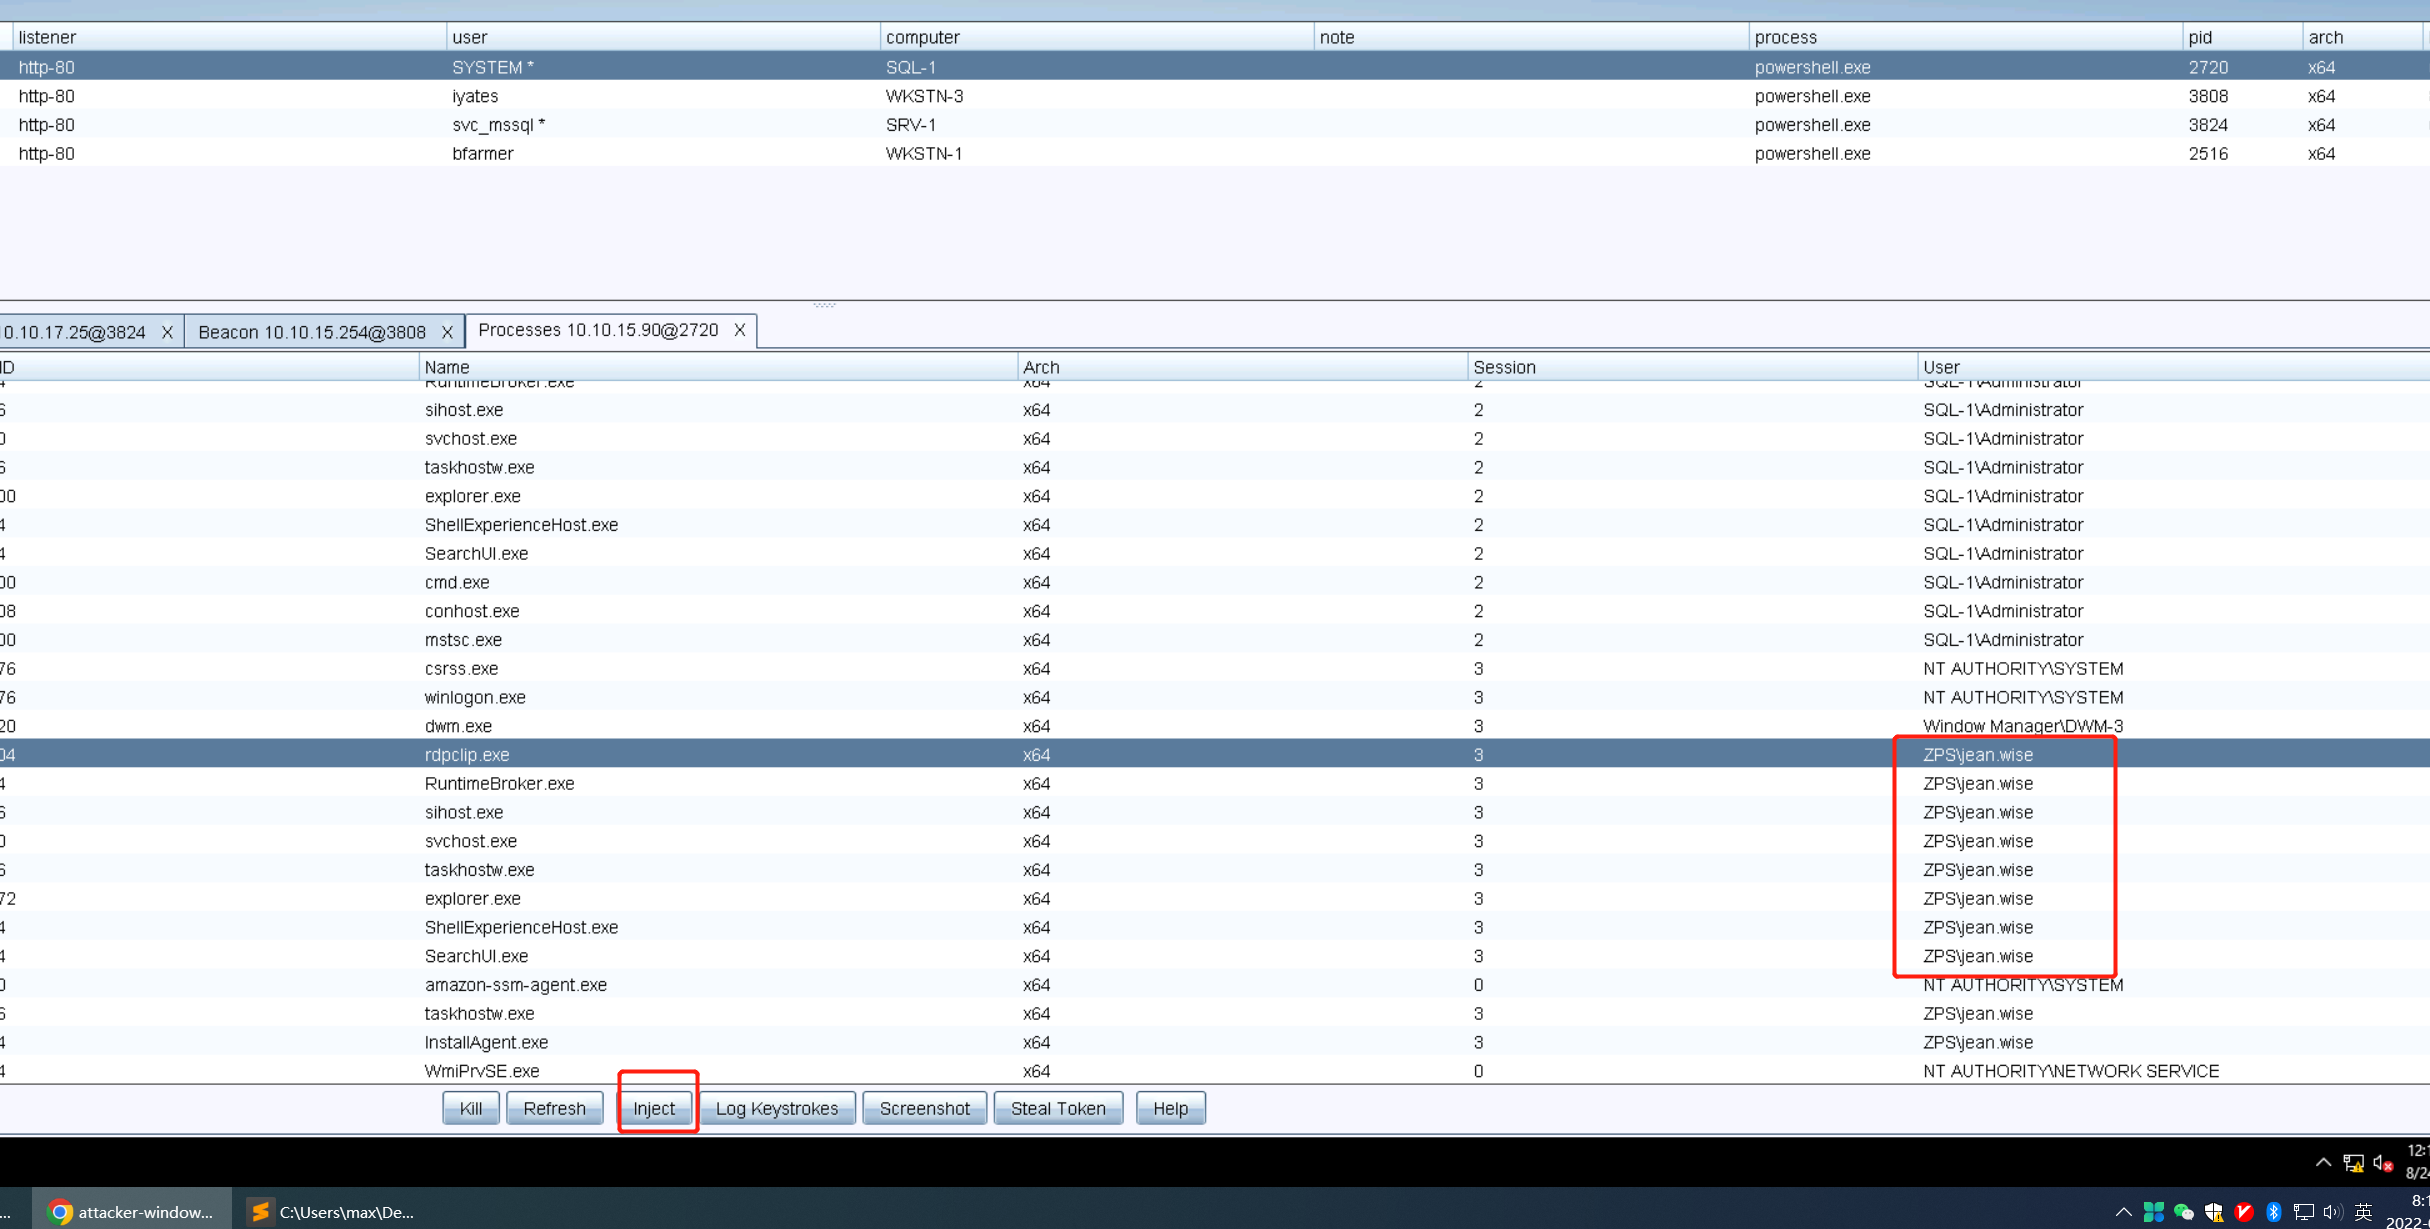 listener user computer note process pid arch
http-80 SYSTEM * SQL-1 powershell.exe 2720 x64
http-80 iyates WKSTN-3 powershell.exe 3808 x64
http-80 svc_mssql * SRV-1 powershell.exe 3824 x64
http-80 bfarmer WKSTN-1 powershell.exe 2516 x64
0.10.17.25@3824 X Beacon 10.10.15.254@3808 X Processes 10.10.15.90@2720 X
ID Name Arch Session User
4 RuntimeBroker.exe x64 2 SQL-1\Administrator
6 sihost.exe x64 2 SQL-1\Administrator
0 svchost.exe x64 2 SQL-1\Administrator
6 taskhostw.exe x64 2 SQL-1\Administrator
00 explorer.exe x64 2 SQL-1\Administrator
4 ShellExperienceHost.exe x64 2 SQL-1\Administrator
4 SearchUI.exe x64 2 SQL-1\Administrator
00 cmd.exe x64 2 SQL-1\Administrator
08 conhost.exe x64 2 SQL-1\Administrator
00 mstsc.exe x64 2 SQL-1\Administrator
76 csrss.exe x64 3 NT AUTHORITY\SYSTEM
76 winlogon.exe x64 3 NT AUTHORITY\SYSTEM
20 dwm.exe x64 3 Window Manager\DWM-3
04 rdpclip.exe x64 3 ZPS\jean.wise
4 RuntimeBroker.exe x64 3 ZPS\jean.wise
6 sihost.exe x64 3 ZPS\jean.wise
0 svchost.exe x64 3 ZPS\jean.wise
6 taskhostw.exe x64 3 ZPS\jean.wise
72 explorer.exe x64 3 ZPS\jean.wise
4 ShellExperienceHost.exe x64 3 ZPS\jean.wise
4 SearchUI.exe x64 3 ZPS\jean.wise
0 amazon-ssm-agent.exe x64 0 NT AUTHORITY\SYSTEM
6 taskhostw.exe x64 3 ZPS\jean.wise
4 InstallAgent.exe x64 3 ZPS\jean.wise
4 WmiPrvSE.exe x64 0 NT AUTHORITY\NETWORK SERVICE
Kill Refresh Inject Log Keystrokes Screenshot Steal Token Help
12:1
8/24
... attacker-window... C:\Users\max\De... 英 8:1
2022-